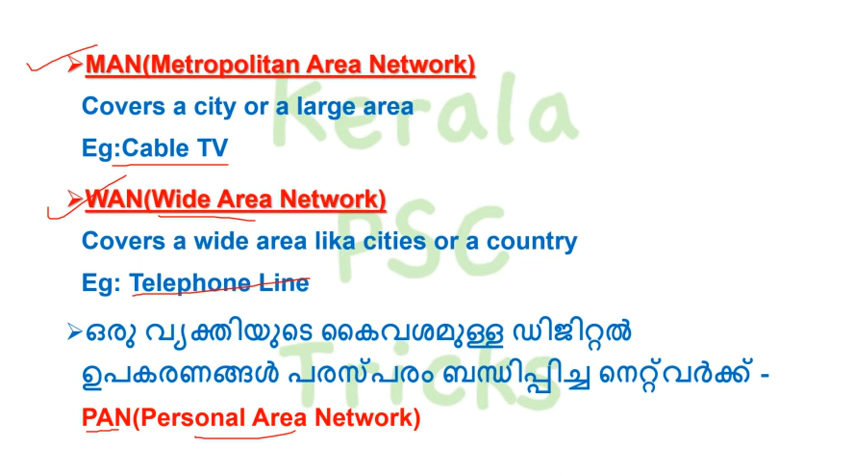 ➢MAN(Metropolitan Area Network)
Covers a city or a large area
Eg:Cable TV
➢WAN(Wide Area Network)
Covers a wide area lika cities or a country
Eg: Telephone Line
➢ഒരു വ്യക്തിയുടെ കൈവശമുള്ള ഡിജിറ്റൽ
ഉപകരണങ്ങൾ പരസ്പരം ബന്ധിപ്പിച്ച നെറ്റ്‌വർക്ക് -
PAN(Personal Area Network)
Kerala
PSC
Tricks